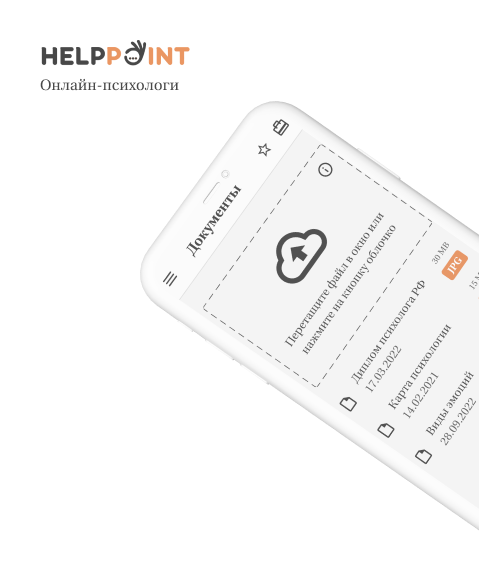 HELPPOINT
Онлайн-психологи
Документы
Перетащите файл в окно или
нажмите на кнопку облочко
Диплом психолога РФ
17.03.2022
30 MB
JPG
Карта психологии
14.02.2021
Виды эмоций
28.09.2022